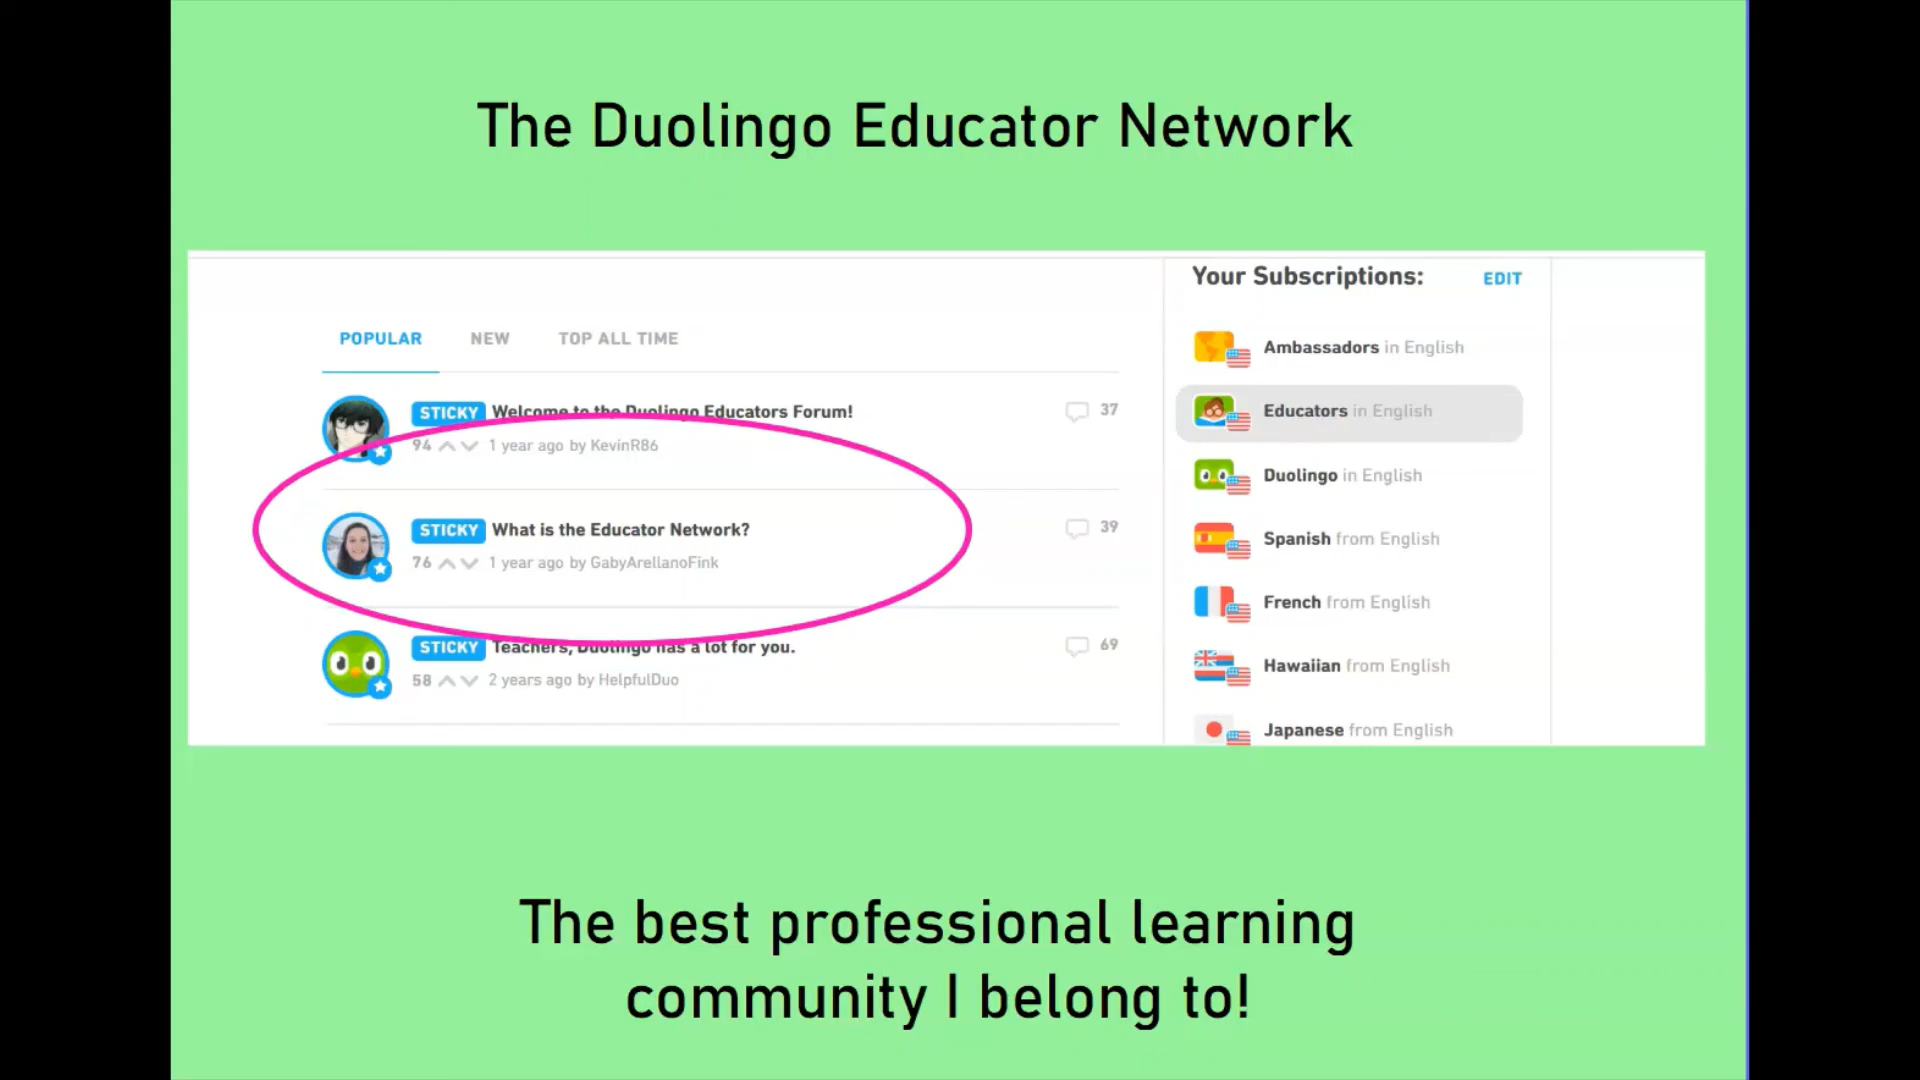 The Duolingo Educator Network
POPULAR NEW TOP ALL TIME
STICKY Welcome to the Duolingo Educators Forum! 37
94 1 year ago by KevinR86
STICKY What is the Educator Network? 39
76 1 year ago by GabyArellanoFink
STICKY Teachers, Duolingo has a lot for you. 69
58 2 years ago by HelpfulDuo
Your Subscriptions: EDIT
Ambassadors in English
Educators in English
Duolingo in English
Spanish from English
French from English
Hawaiian from English
Japanese from English
The best professional learning
community I belong to!